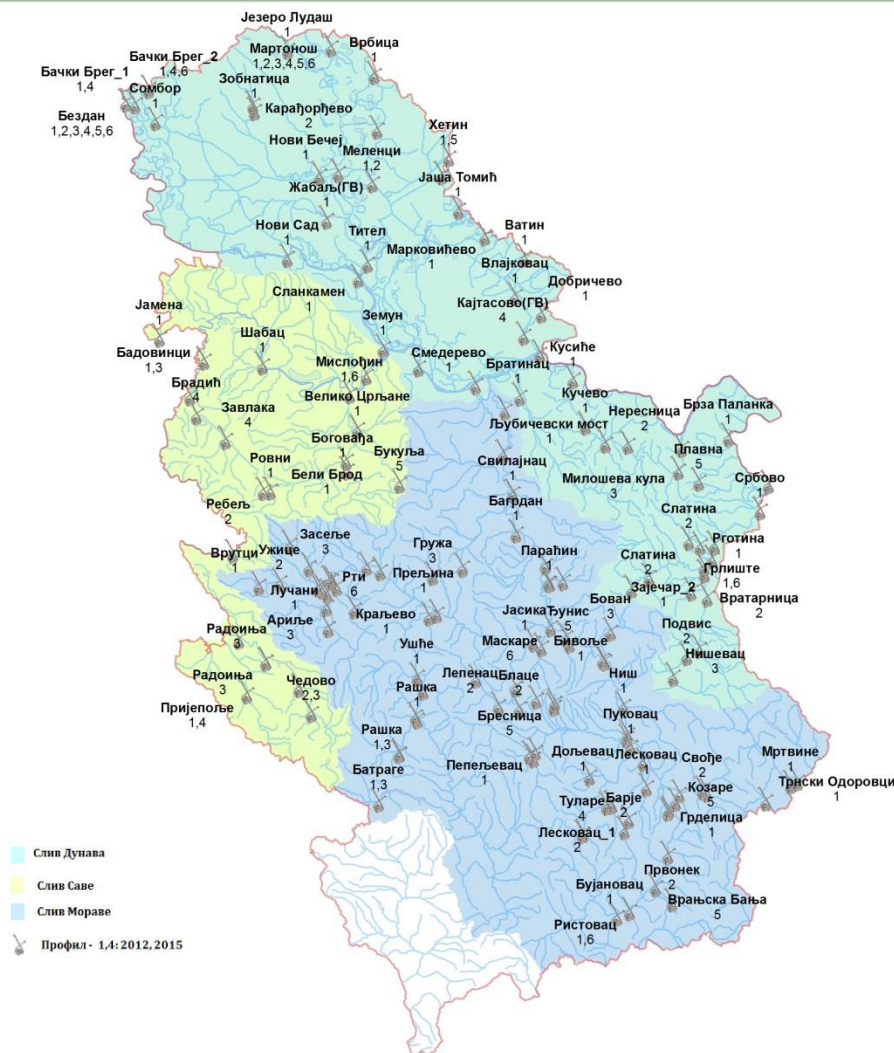 Језеро Лудаш
1
Мартонош
1,2,3,4,5,6
Врбица
1
Бачки Брег_2
1,4,6
Бачки Брег_1
1,4
Сомбор
1
Бездан
1,2,3,4,5,6
Зобнатица
1
Карађорђево
2
Нови Бечеј
1
Меленци
1,2
Хетин
1,5
Јаша Томић
1
Жабаљ(ГВ)
1
Нови Сад
1
Тител
1
Марковићево
1
Ватин
1
Влајковац
1
Добричево
1
Кајтасово(ГВ)
4
Сланкамен
1
Јамена
1
Земун
1
Шабац
1
Бадовинци
1,3
Мислођин
1,6
Смедерево
1
Братинац
1
Кусиће
1
Брадић
4
Велико Црљане
1
Кучево
1
Завлака
4
Љубичевски мост
1
Нересница
2
Брза Паланка
1
Боговађа
1
Букуља
5
Свилајнац
1
Плавна
5
Ровни
1
Бели Брод
1
Милошева кула
3
Србово
1
Ребељ
2
Багрдан
1
Слатина
2
Врутци
1
Ужице
2
Засеље
3
Гружа
3
Параћин
1
Рготина
1
Слатина
2
Грлиште
1,6
Рти
6
Прељина
1
Зајечар_2
1
Лучани
1
Бован
3
Вратарница
2
Ариље
3
Краљево
1
Јасика
1
Ђунис
5
Подвис
2
Радоиња
3
Ушће
1
Маскаре
6
Бивоље
1
Нишевац
3
Радоиња
3
Чедово
2,3
Лепенац
2
Блаце
2
Ниш
1
Рашка
1
Пријепоље
1,4
Бресница
5
Пуковац
1
Рашка
1,3
Пепељевац
1
Дољевац
1
Лесковац
1
Свође
2
Мртвине
1
Батраге
1,3
Козаре
5
Трнски Одоровци
1
Туларе
4
Барје
2
Грделица
1
Лесковац_1
2
Првонек
2
Бујановац
1
Врањска Бања
5
Ристовац
1,6
Слив Дунава
Слив Саве
Слив Мораве
Профил - 1,4: 2012, 2015